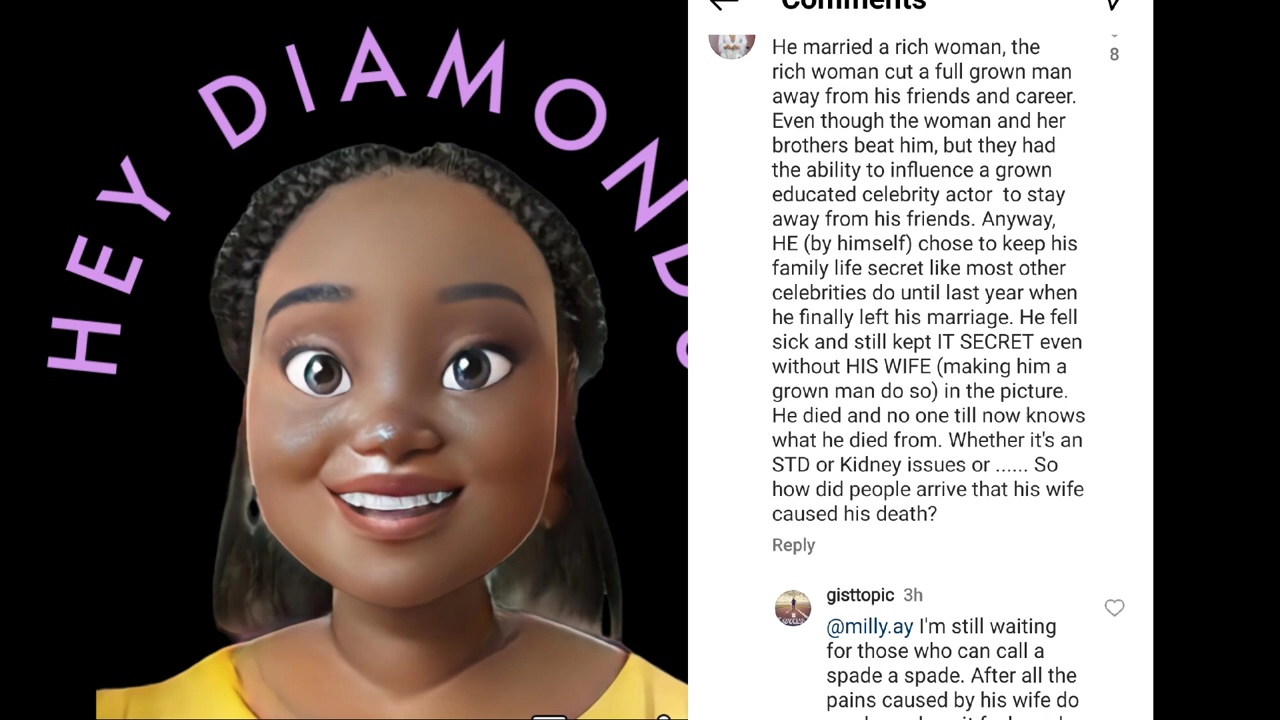 HEY DIAMONDS
Comments
He married a rich woman, the
rich woman cut a full grown man
away from his friends and career.
Even though the woman and her
brothers beat him, but they had
the ability to influence a grown
educated celebrity actor  to stay
away from his friends. Anyway,
HE (by himself) chose to keep his
family life secret like most other
celebrities do until last year when
he finally left his marriage. He fell
sick and still kept IT SECRET even
without HIS WIFE (making him a
grown man do so) in the picture.
He died and no one till now knows
what he died from. Whether it's an
STD or Kidney issues or ...... So
how did people arrive that his wife
caused his death?
8
Reply
gisttopic 3h
@milly.ay I'm still waiting
for those who can call a
spade a spade. After all the
pains caused by his wife do